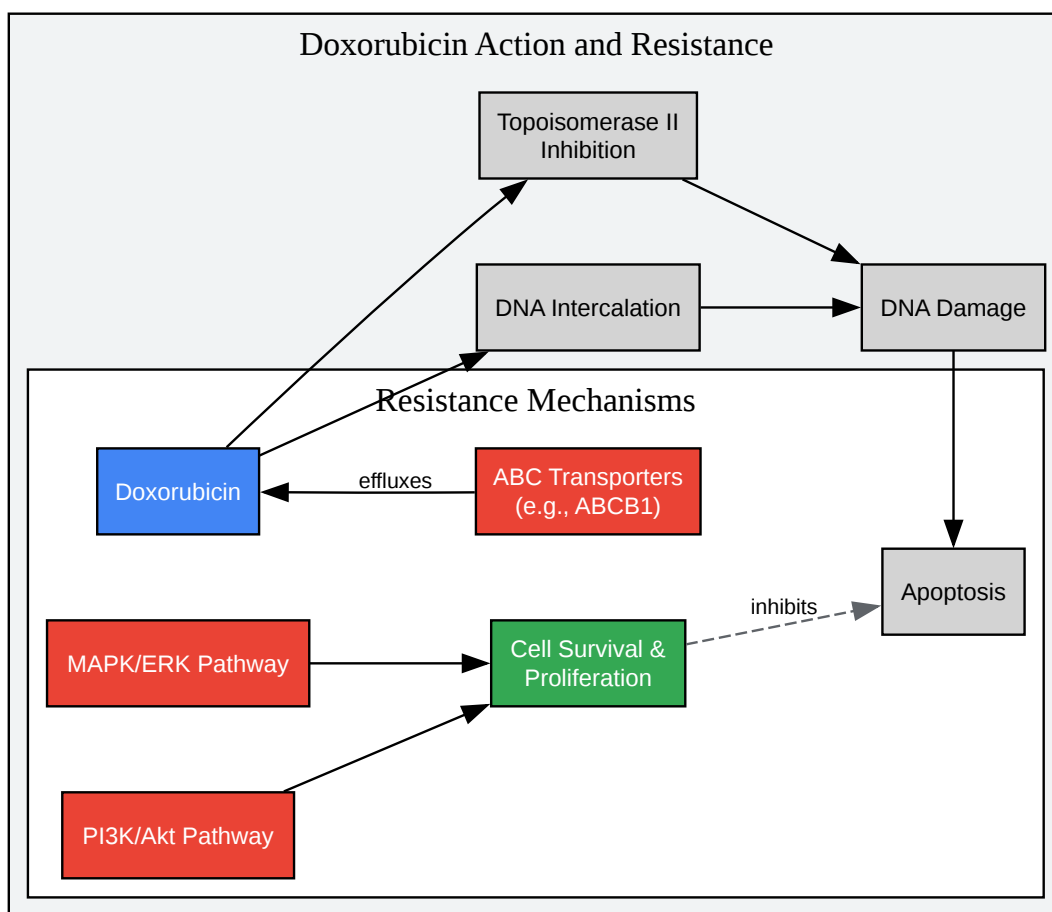 Doxorubicin Action and Resistance
Topoisomerase II
Inhibition
DNA Intercalation
DNA Damage
Resistance Mechanisms
Doxorubicin
effluxes
ABC Transporters
(e.g., ABCB1)
Apoptosis
inhibits
MAPK/ERK Pathway
Cell Survival &
Proliferation
PI3K/Akt Pathway